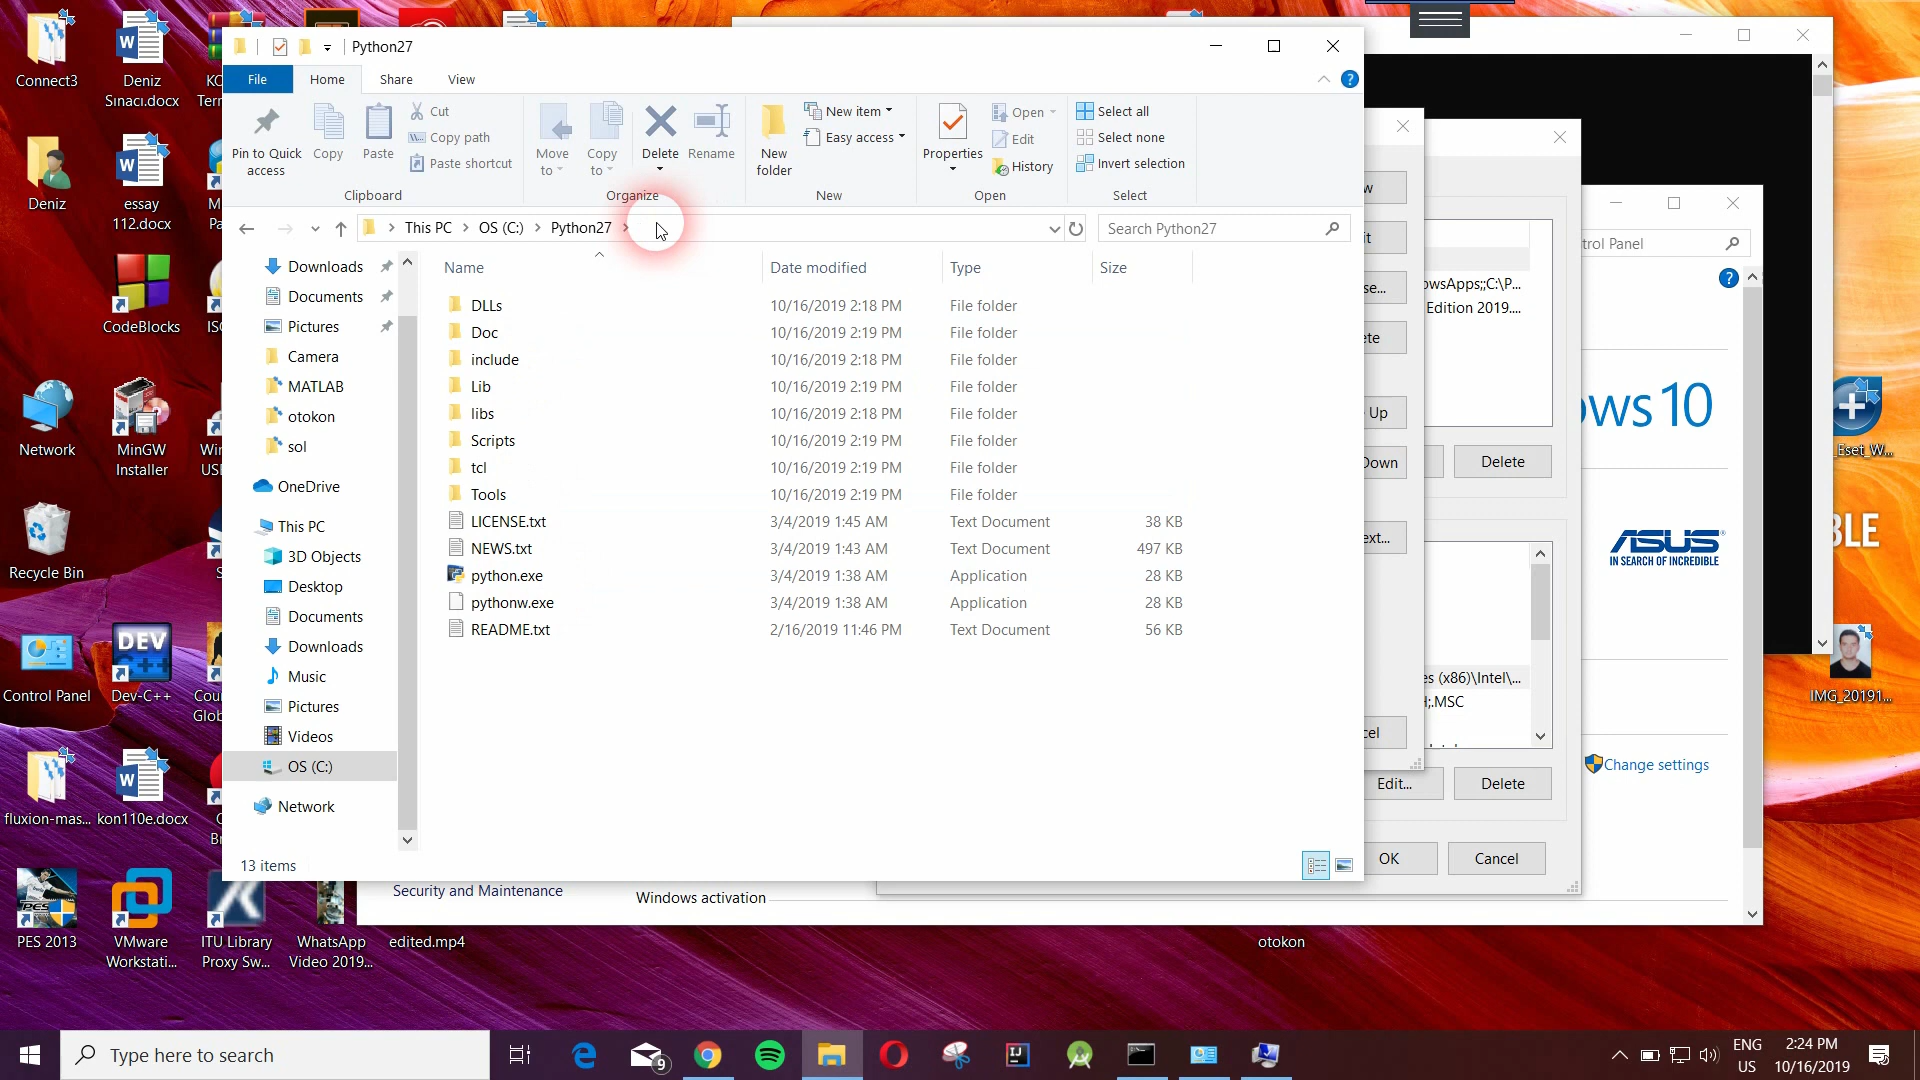 Python27
File
Home
Share
View
Pin to Quick access
Copy
Paste
Cut
Copy path
Paste shortcut
Clipboard
Move to
Copy to
Delete
Rename
Organize
New folder
New item
Easy access
New
Properties
Open
Edit
History
Open
Select all
Select none
Invert selection
Select
This PC
OS (C:)
Python27
Search Python27
Downloads
Documents
Pictures
Camera
MATLAB
otokon
sol
OneDrive
This PC
3D Objects
Desktop
Documents
Downloads
Music
Pictures
Videos
OS (C:)
Network
Name Date modified Type Size
DLLs 10/16/2019 2:18 PM File folder
Doc 10/16/2019 2:19 PM File folder
include 10/16/2019 2:18 PM File folder
Lib 10/16/2019 2:19 PM File folder
libs 10/16/2019 2:18 PM File folder
Scripts 10/16/2019 2:19 PM File folder
tcl 10/16/2019 2:19 PM File folder
Tools 10/16/2019 2:19 PM File folder
LICENSE.txt 3/4/2019 1:45 AM Text Document 38 KB
NEWS.txt 3/4/2019 1:43 AM Text Document 497 KB
python.exe 3/4/2019 1:38 AM Application 28 KB
pythonw.exe 3/4/2019 1:38 AM Application 28 KB
README.txt 2/16/2019 11:46 PM Text Document 56 KB
13 items
Security and Maintenance
Windows activation
Up
Down
owsApps;;C:\P...
Edition 2019....
Delete
es (x86)\Intel\...
.MSC
Edit...
Delete
OK
Cancel
trol Panel
ows 10
ASUS
IN SEARCH OF INCREDIBLE
Change settings
Connect3
Deniz Sınacı.docx
Deniz
essay 112.docx
CodeBlocks
Network
MinGW Installer
Recycle Bin
Control Panel
DEV
Dev-C++
fluxion-mas...
kon110e.docx
PES 2013
VMware Workstati...
ITU Library Proxy Sw...
WhatsApp Video 2019...
edited.mp4
otokon
IMG_20191...
Type here to search
9
ENG
US
2:24 PM
10/16/2019